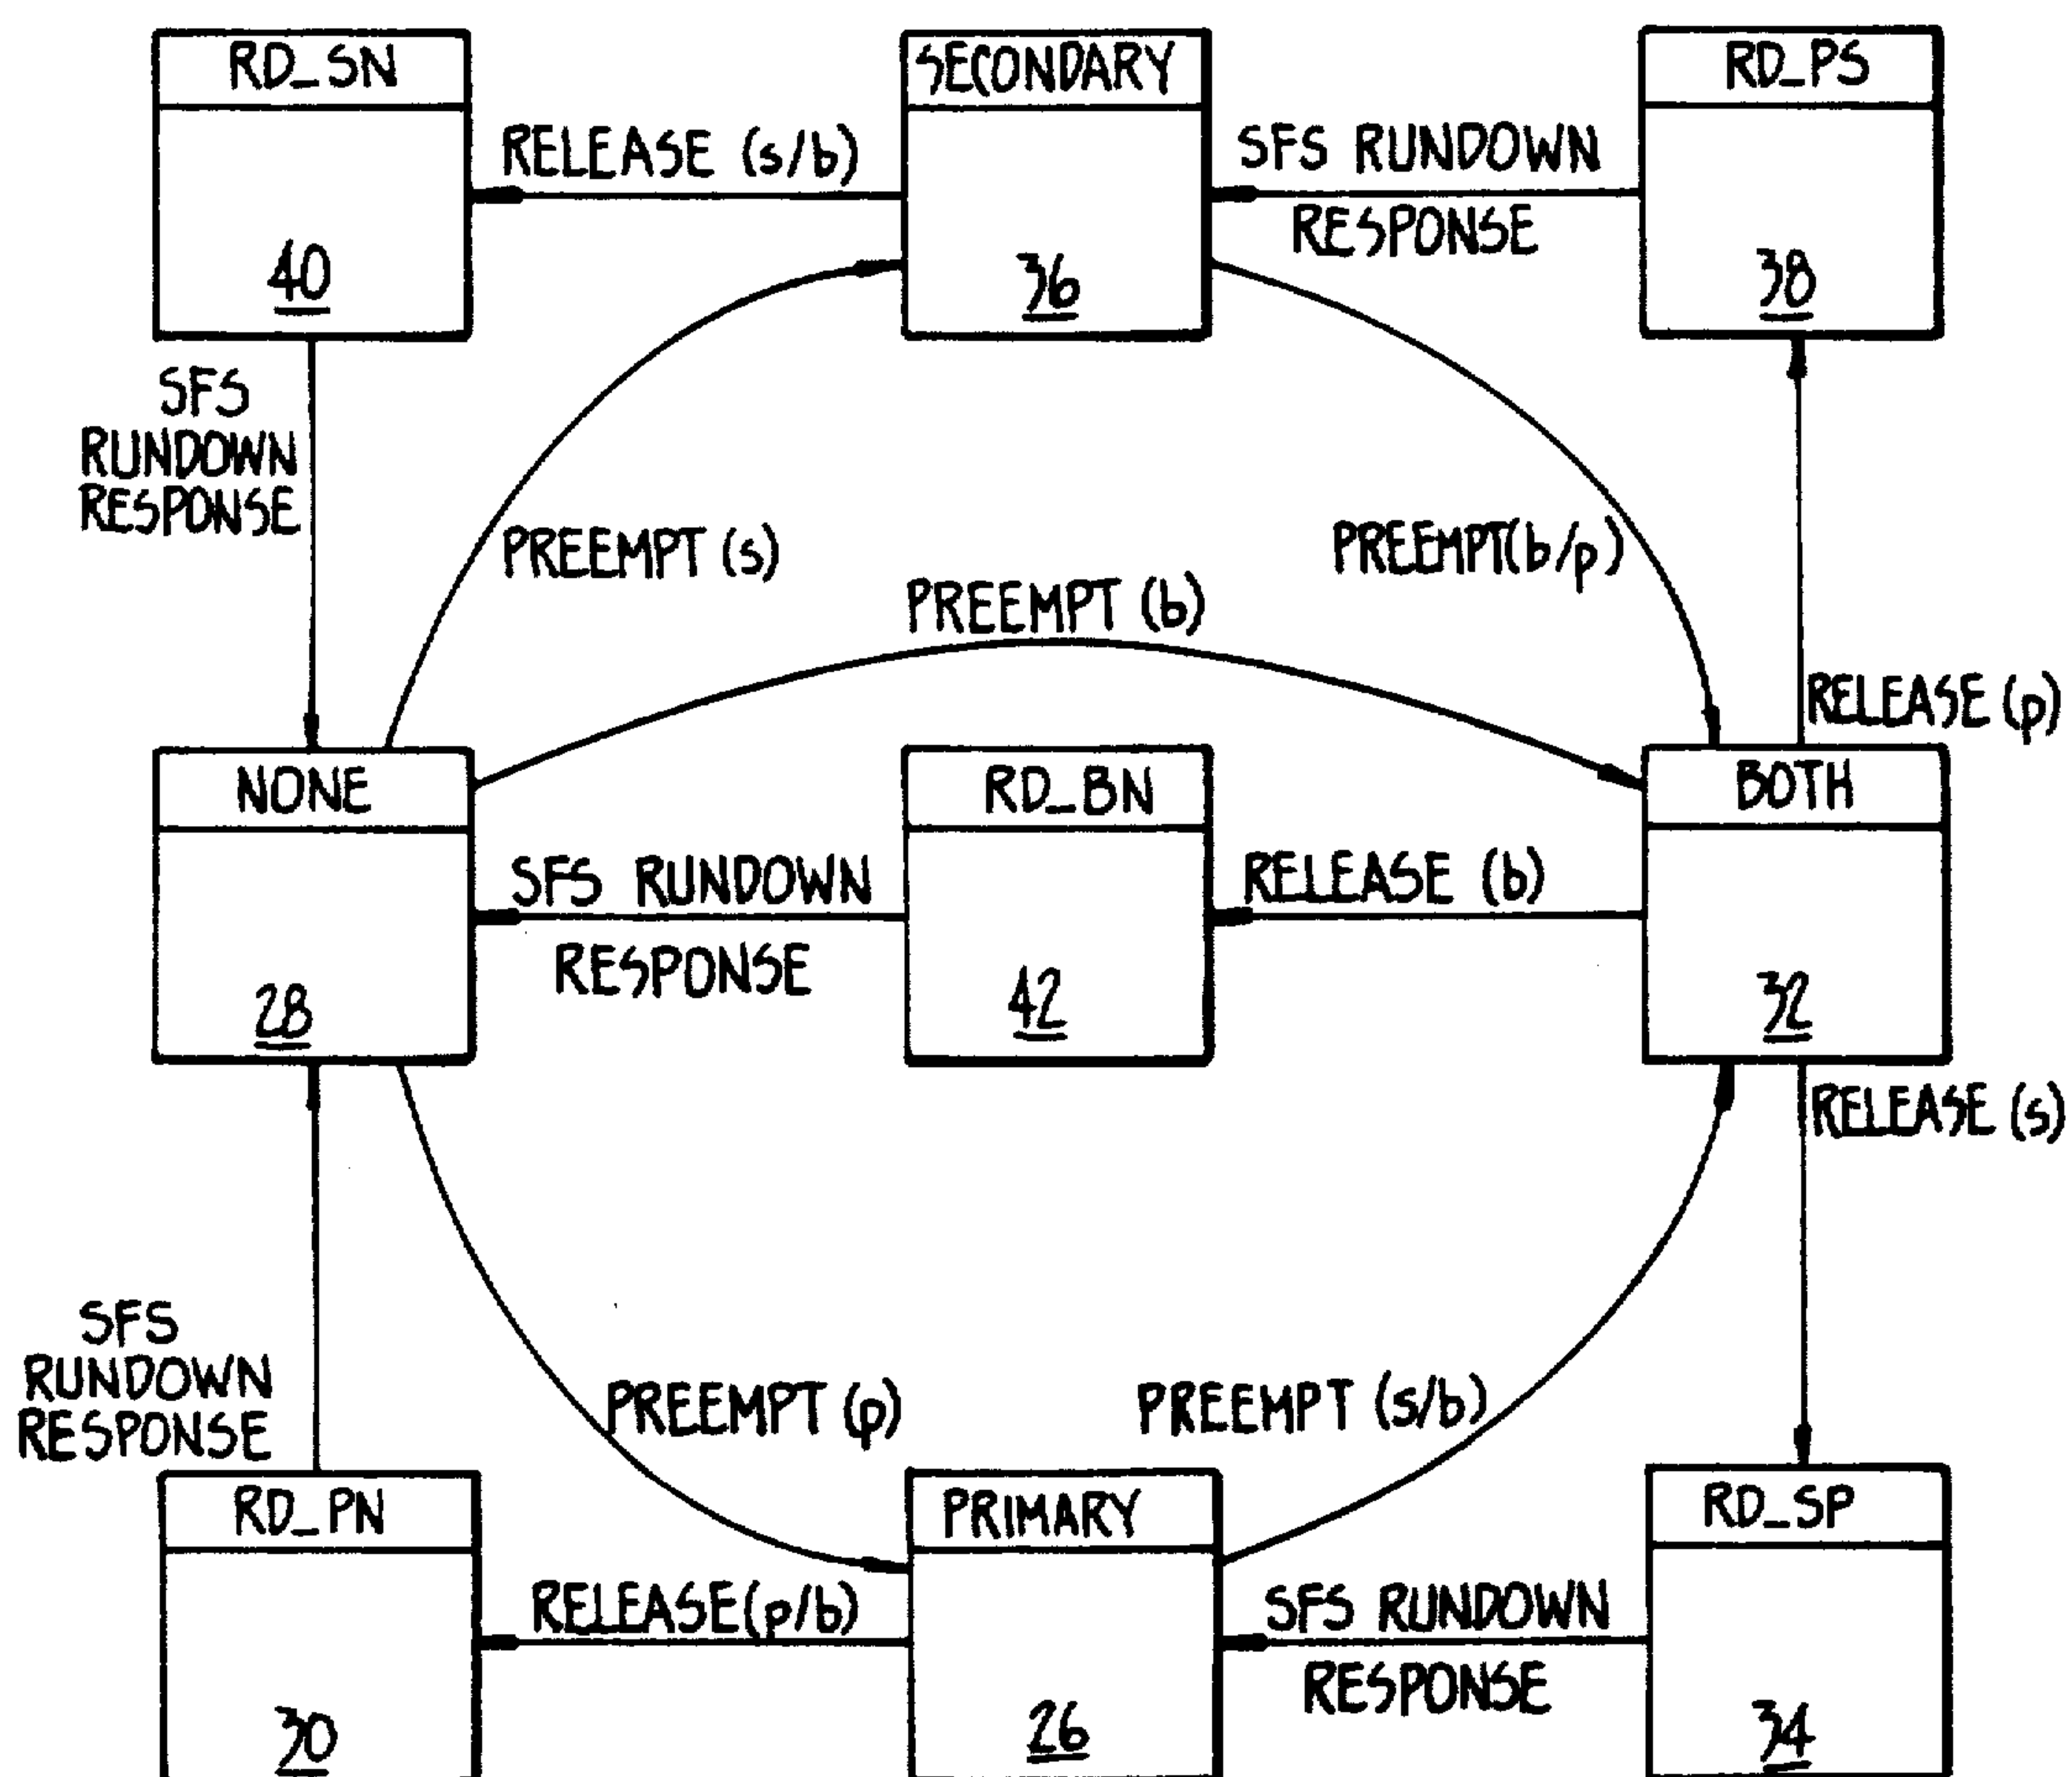 RD_SN
SECONDARY
RD_PS
RELEASE (s/b)
SFS RUNDOWN
RESPONSE
40
36
38
SFS
RUNDOWN
RESPONSE
PREEMPT (s)
PREEMPT(b/p)
PREEMPT (b)
RELEASE (p)
NONE
RD_BN
BOTH
SFS RUNDOWN
RESPONSE
RELEASE (b)
28
42
32
RELEASE (s)
SFS
RUNDOWN
RESPONSE
PREEMPT (p)
PREEMPT (s/b)
RD_PN
PRIMARY
RD_SP
RELEASE(p/b)
SFS RUNDOWN
RESPONSE
30
26
34